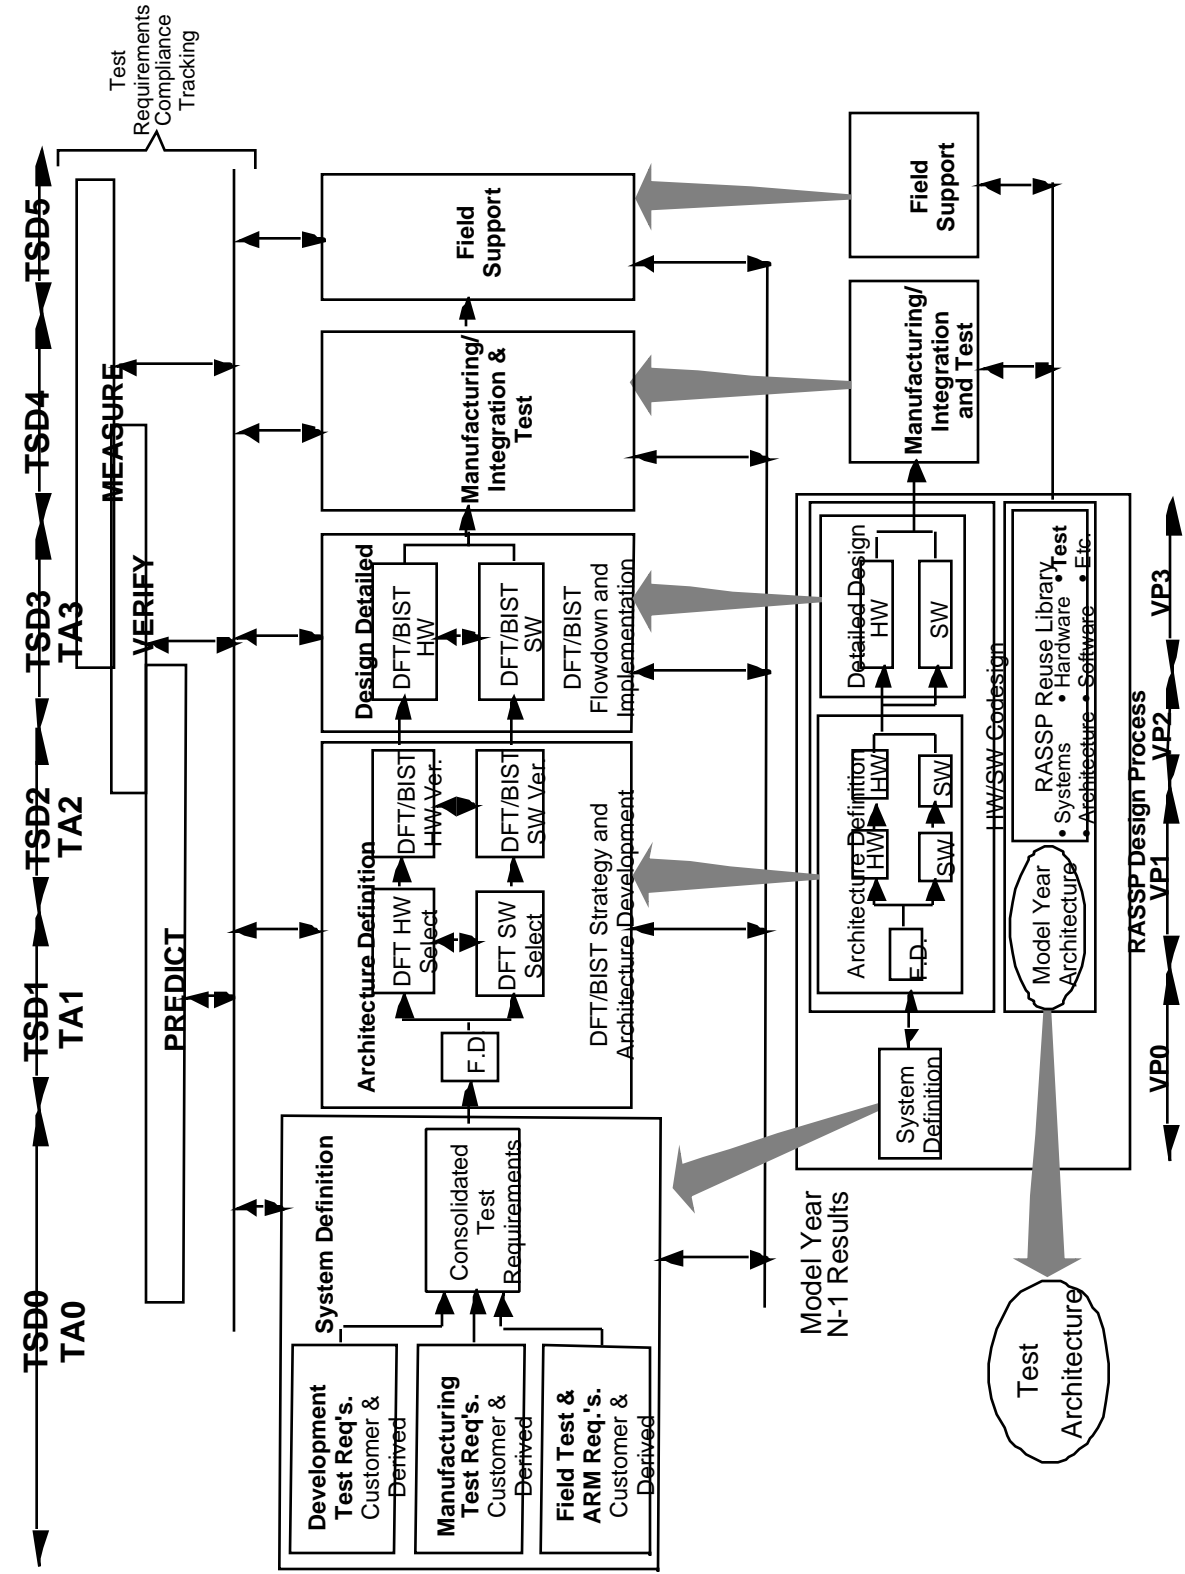 TSD0
TSD1
TSD2
TSD3
TSD4
TSD5
TA0
TA1
TA2
TA3
Test
Requirements
Compliance
Tracking
MEASURE
VERIFY
PREDICT
System Definition
Development
Test Req's.
Customer &
Derived
Manufacturing
Test Req's.
Customer &
Derived
Field Test &
ARM Req.'s.
Customer &
Derived
Consolidated
Test
Requirements
Architecture Definition
F.D.
DFT HW
Select
DFT/BIST
HW Ver.
DFT SW
Select
DFT/BIST
SW Ver.
DFT/BIST Strategy and
Architecture Development
Design Detailed
DFT/BIST
HW
DFT/BIST
SW
DFT/BIST
Flowdown and
Implementation
Manufacturing/
Integration &
Test
Field
Support
Model Year
N-1 Results
System
Definition
Architecture Definition
F.D.
HW
HW
SW
SW
Detailed Design
HW
SW
HW/SW Codesign
Manufacturing/
Integration
and Test
Field
Support
Model Year
Architecture
RASSP Reuse Library
• Systems
• Hardware
• Test
• Architecture
• Software
• Etc.
RASSP Design Process
VP0
VP1
VP2
VP3
Test
Architecture